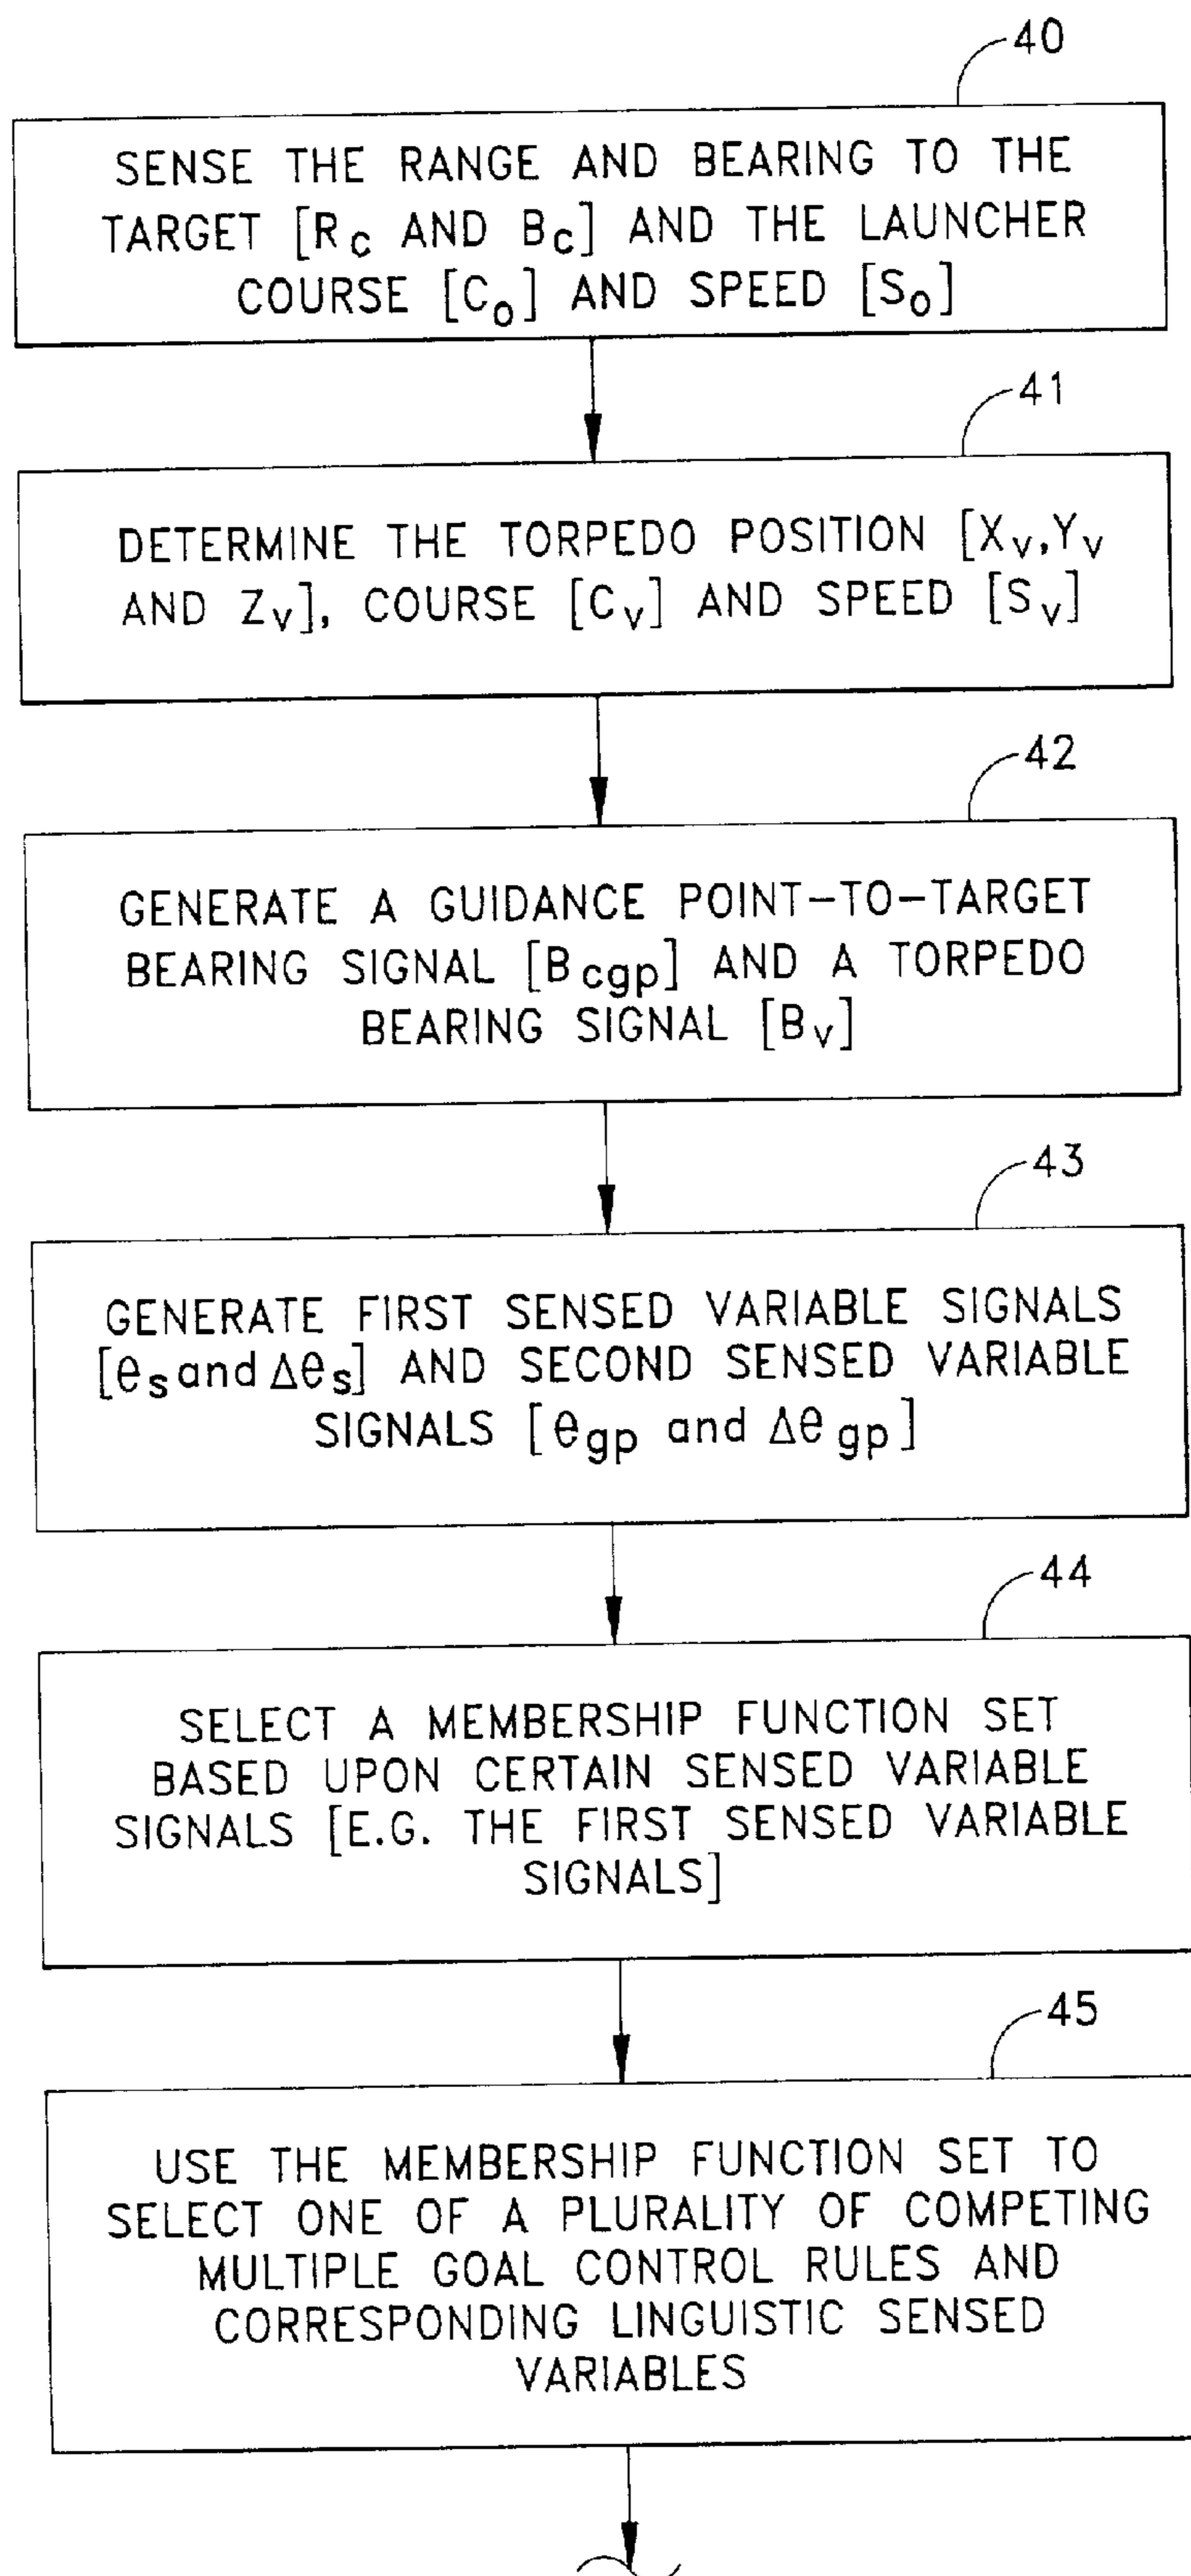 40
SENSE THE RANGE AND BEARING TO THE
TARGET [Rc AND Bc] AND THE LAUNCHER
COURSE [Co] AND SPEED [So]
41
DETERMINE THE TORPEDO POSITION [Xv,Yv
AND Zv], COURSE [Cv] AND SPEED [Sv]
42
GENERATE A GUIDANCE POINT-TO-TARGET
BEARING SIGNAL [Bcgp] AND A TORPEDO
BEARING SIGNAL [Bv]
43
GENERATE FIRST SENSED VARIABLE SIGNALS
[es and Δes] AND SECOND SENSED VARIABLE
SIGNALS [egp and Δegp]
44
SELECT A MEMBERSHIP FUNCTION SET
BASED UPON CERTAIN SENSED VARIABLE
SIGNALS [E.G. THE FIRST SENSED VARIABLE
SIGNALS]
45
USE THE MEMBERSHIP FUNCTION SET TO
SELECT ONE OF A PLURALITY OF COMPETING
MULTIPLE GOAL CONTROL RULES AND
CORRESPONDING LINGUISTIC SENSED
VARIABLES